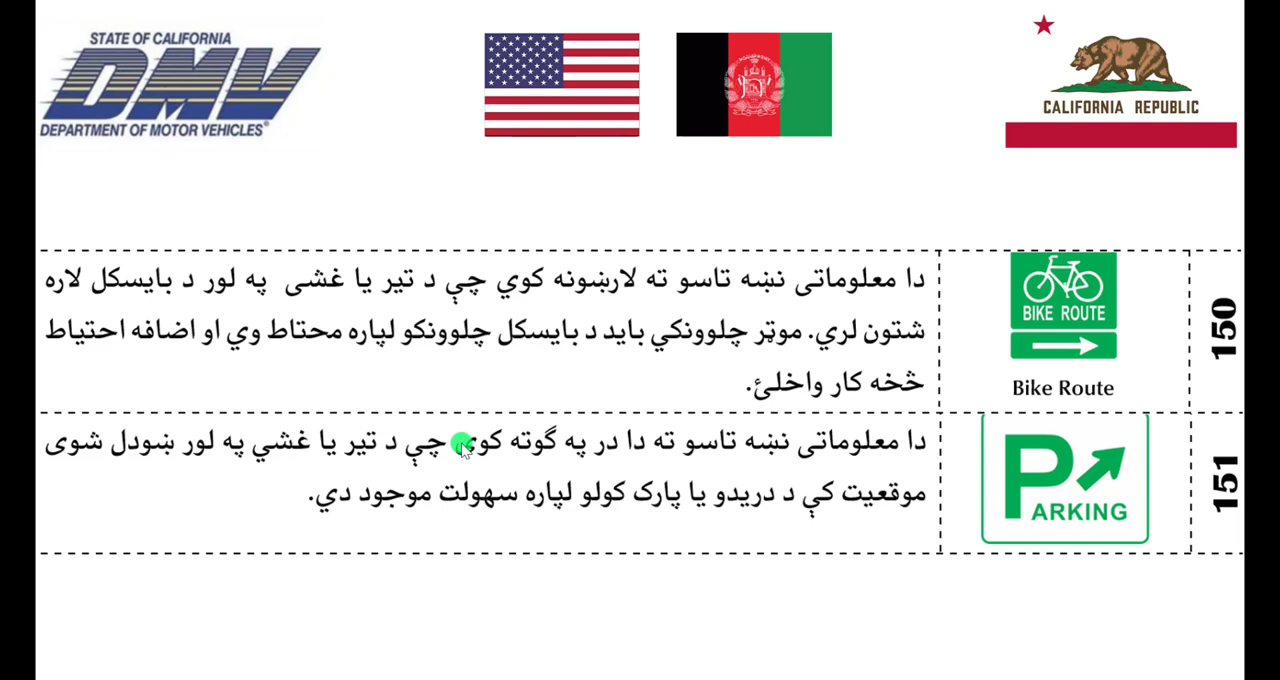 STATE OF CALIFORNIA
DMV
DEPARTMENT OF MOTOR VEHICLES®
CALIFORNIA REPUBLIC
150
BIKE ROUTE
Bike Route
دا معلوماتی نښه تاسو ته لارښونه کوي چې د تیر یا غشی په لور د بایسکل لاره
شتون لري. موټر چلوونکي باید د بایسکل چلوونکو لپاره محتاط وي او اضافه احتیاط
څخه کار واخلئ.
151
PARKING
دا معلوماتی نښه تاسو ته دا در په گوته کوي چې د تیر یا غشي په لور ښودل شوی
موقعیت کې د دریدو یا پارک کولو لپاره سهولت موجود دي.